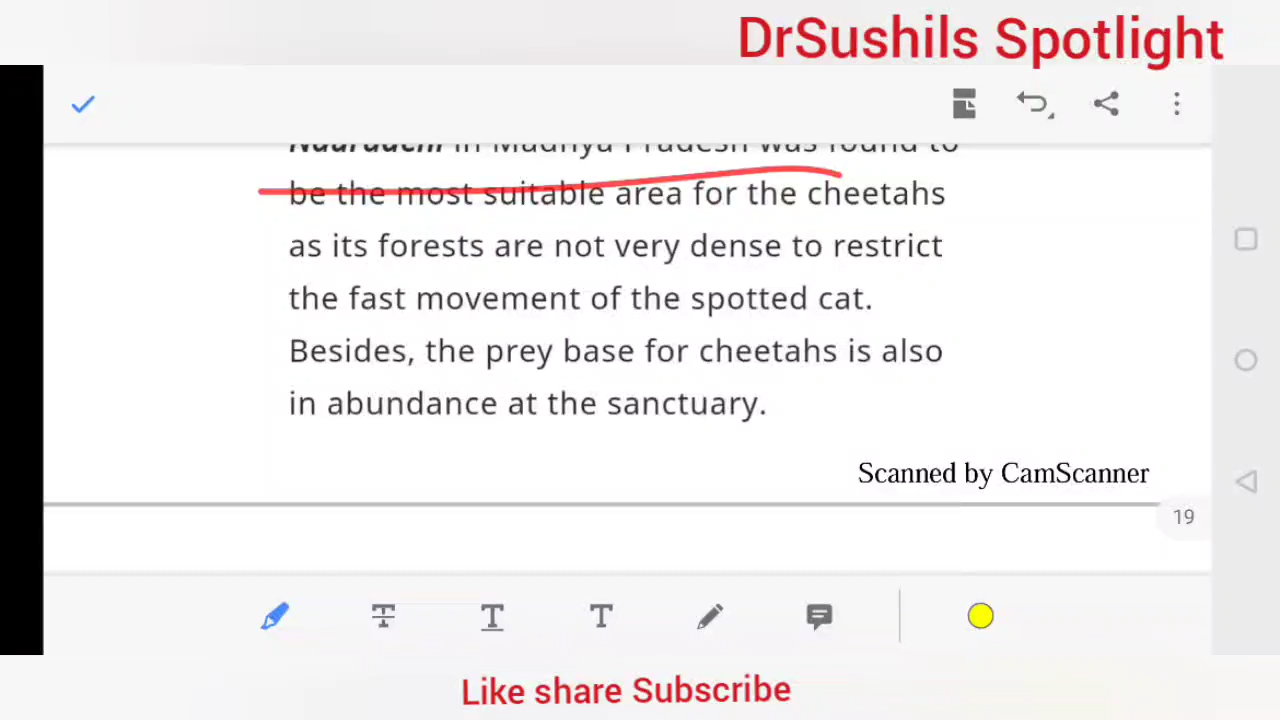 DrSushils Spotlight
Nauradehi in Madhya Pradesh was found to
be the most suitable area for the cheetahs
as its forests are not very dense to restrict
the fast movement of the spotted cat.
Besides, the prey base for cheetahs is also
in abundance at the sanctuary.
Scanned by CamScanner
19
T
T
T
Like share Subscribe